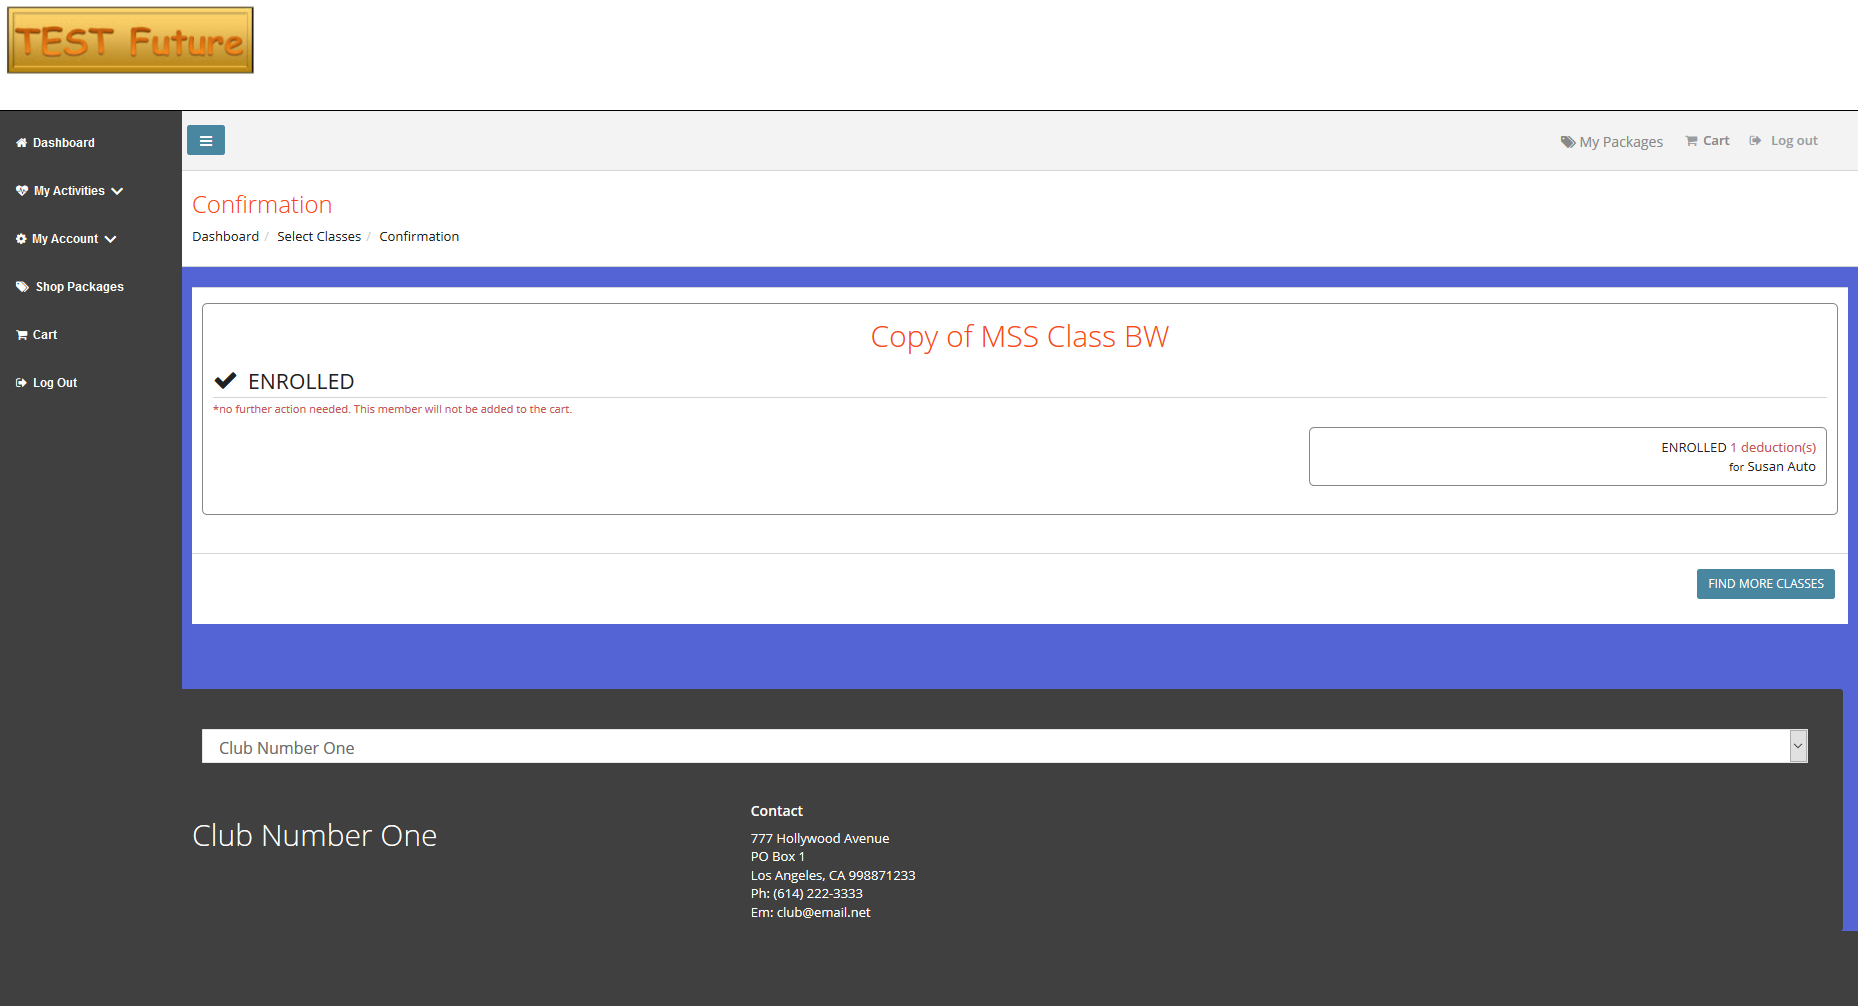 TEST Future
Dashboard
My Activities
My Account
Shop Packages
Cart
Log Out
My Packages
Cart
Log out
Confirmation
Dashboard / Select Classes / Confirmation
Copy of MSS Class BW
ENROLLED
*no further action needed. This member will not be added to the cart.
ENROLLED 1 deduction(s)
for Susan Auto
FIND MORE CLASSES
Club Number One
Club Number One
Contact
777 Hollywood Avenue
PO Box 1
Los Angeles, CA 998871233
Ph: (614) 222-3333
Em: club@email.net